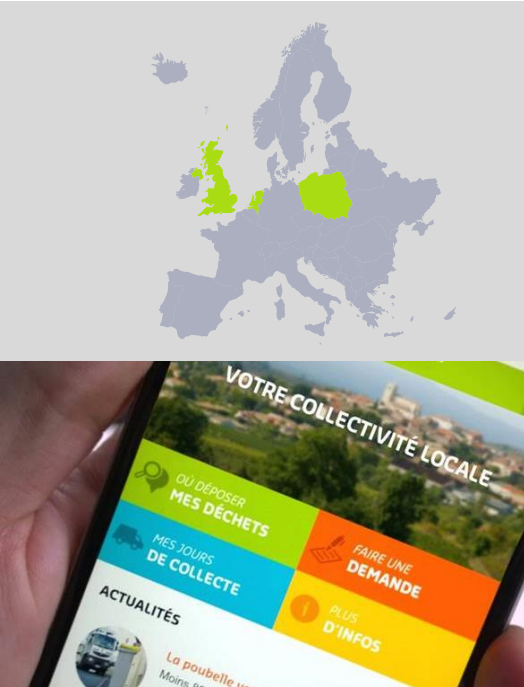 VOTRE COLLECTIVITÉ LOCALE
OÙ DÉPOSER
MES DÉCHETS
FAIRE UNE
DEMANDE
MES JOURS
DE COLLECTE
PLUS
D'INFOS
ACTUALITÉS
La poubelle
Moins